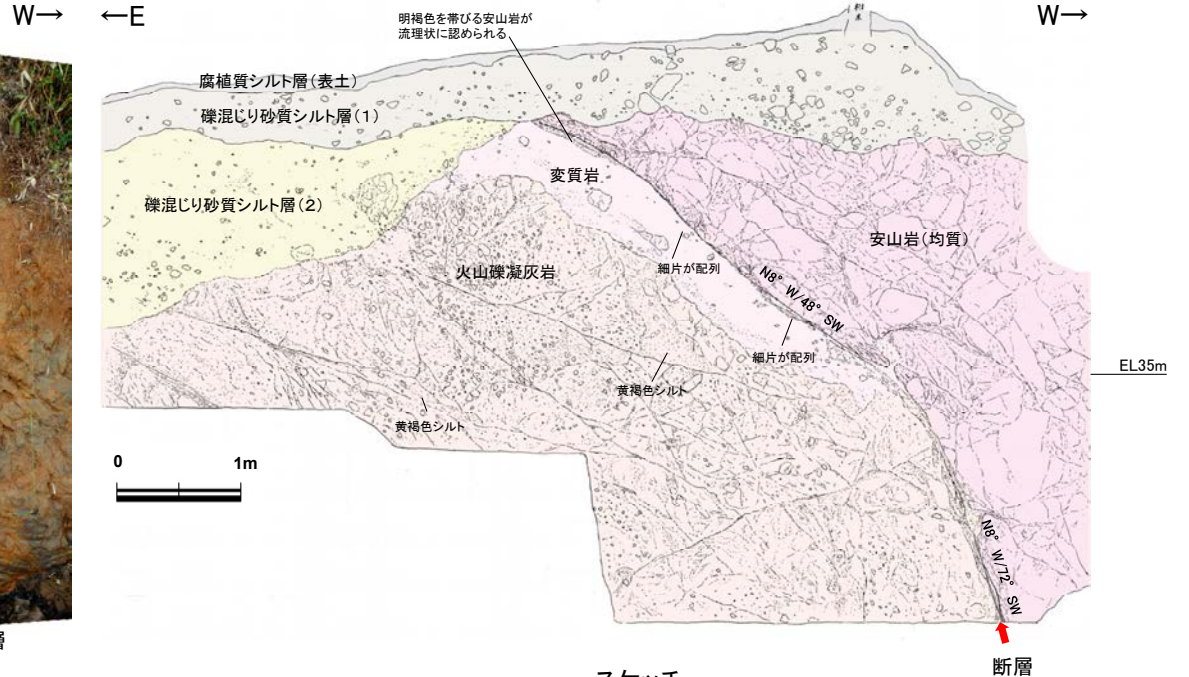 W→
←E
W→
明褐色を帯びる安山岩が
流理状に認められる
腐植質シルト層(表土)
礫混じり砂質シルト層(1)
変質岩
礫混じり砂質シルト層(2)
安山岩(均質)
火山礫凝灰岩
細片が配列
N8° W/48° SW
細片が配列
EL35m
黄褐色シルト
黄褐色シルト
0 1m
N8° W/72° SW
層
断層
スケッチ